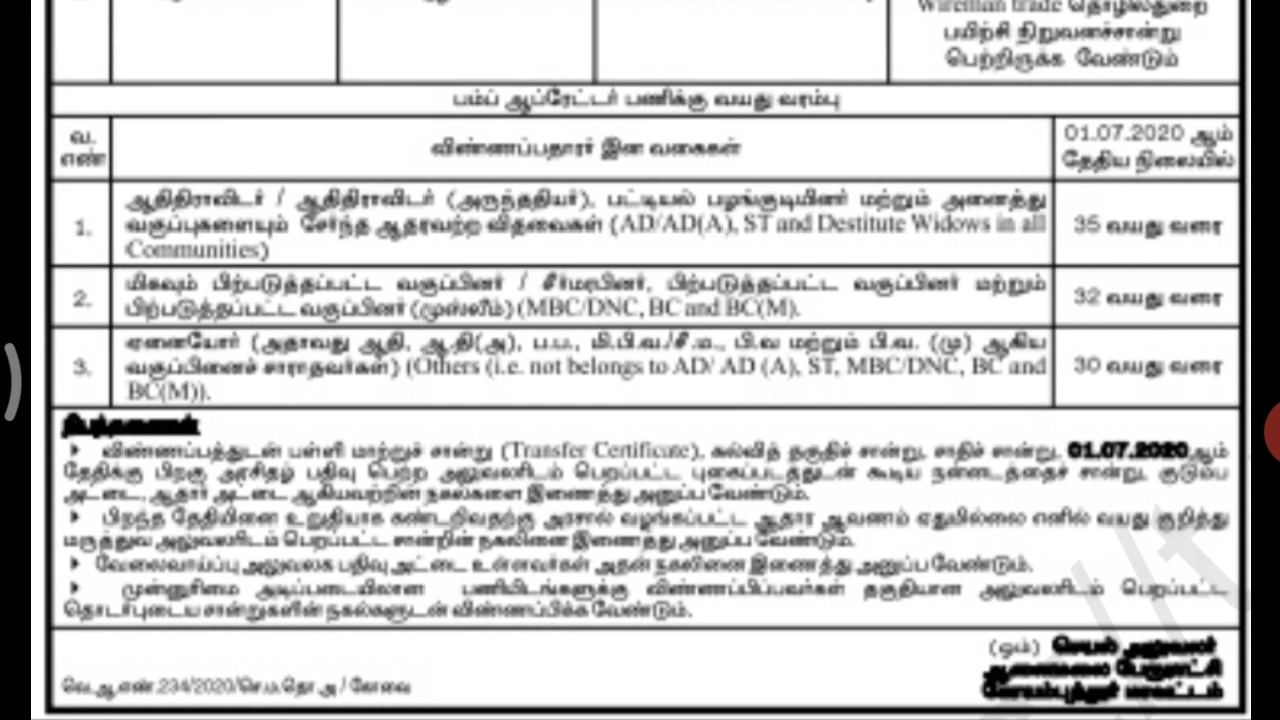 Wireman trade தொழில்துறை
பயிற்சி நிறுவனச்சான்று
பெற்றிருக்க வேண்டும்
பம்ப் ஆப்ரேட்டர் பணிக்கு வயது வரம்பு
வ. எண்
விண்ணப்பதாரர் இன வகைகள்
01.07.2020 ஆம்
தேதிய நிலையில்
1.
ஆதிதிராவிடர் / ஆதிதிராவிடர் (அருந்ததியர்), பட்டியல் பழங்குடியினர் மற்றும் அனைத்து
வகுப்புகளையும் சேர்ந்த ஆதரவற்ற விதவைகள் (AD/AD(A), ST and Destitute Widows in all
Communities)
35 வயது வரை
2.
மிகவும் பிற்படுத்தப்பட்ட வகுப்பினர் / சீர்மரபினர், பிற்படுத்தப்பட்ட வகுப்பினர் மற்றும்
பிற்படுத்தப்பட்ட வகுப்பினர் (முஸ்லீம்) (MBC/DNC, BC and BC(M).
32 வயது வரை
3.
ஏனையோர் (அதாவது ஆதி, ஆ.தி(அ), ப.ப., மி.பி.வ./சீ.ம., பி.வ மற்றும் பி.வ. (மு) ஆகிய
வகுப்பினைச் சாராதவர்கள்) (Others (i.e. not belongs to AD/ AD (A), ST, MBC/DNC, BC and
BC(M)).
30 வயது வரை
நிபந்தனைகள்
விண்ணப்பத்துடன் பள்ளி மாற்றுச் சான்று (Transfer Certificate), கல்வித் தகுதிச் சான்று, சாதிச் சான்று, 01.07.2020ஆம்
தேதிக்கு பிறகு அரசிதழ் பதிவு பெற்ற அலுவலரிடம் பெறப்பட்ட புகைப்படத்துடன் கூடிய நன்னடத்தைச் சான்று, குடும்ப
அட்டை, ஆதார் அட்டை ஆகியவற்றின் நகல்களை இணைத்து அனுப்ப வேண்டும்.
பிறந்த தேதியினை உறுதியாக கண்டறிவதற்கு அரசால் வழங்கப்பட்ட ஆதார ஆவணம் ஏதுமில்லை எனில் வயது குறித்து
மருத்துவ அலுவலரிடம் பெறப்பட்ட சான்றின் நகலினை இணைத்து அனுப்ப வேண்டும்.
வேலைவாய்ப்பு அலுவலக பதிவு அட்டை உள்ளவர்கள் அதன் நகலினை இணைத்து அனுப்ப வேண்டும்.
முன்னுரிமை அடிப்படையிலான பணியிடங்களுக்கு விண்ணப்பிப்பவர்கள் தகுதியான அலுவலரிடம் பெறப்பட்ட
தொடர்புடைய சான்றுகளின் நகல்களுடன் விண்ணப்பிக்க வேண்டும்.
(ஒம்) செயல் அலுவலர்
ஆனைமலை பேரூராட்சி
கோயம்புத்தூர் மாவட்டம்
வெ.ஆ.எண்.234/2020/செ.ம.தொ.அ / கோவை